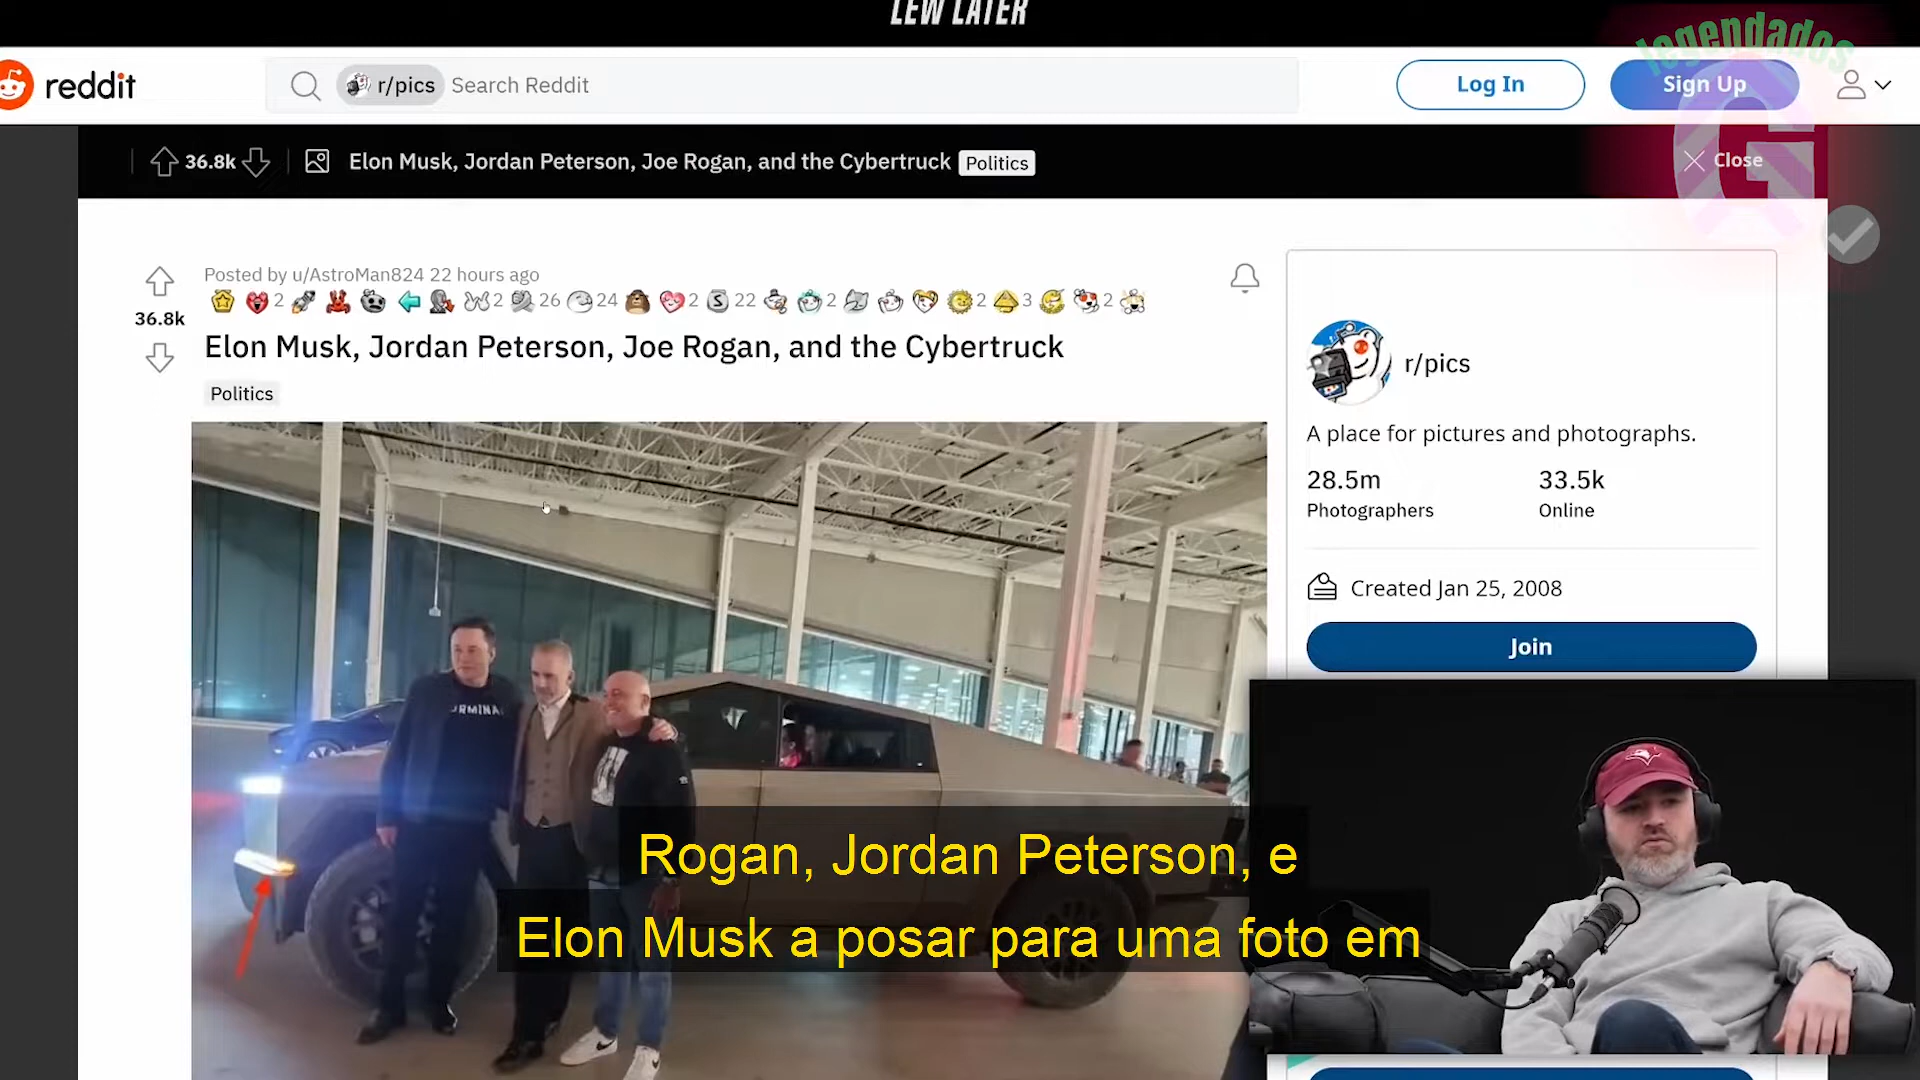 LEW LATER
legendados
G
reddit
r/pics Search Reddit
Log In
Sign Up
36.8k
Elon Musk, Jordan Peterson, Joe Rogan, and the Cybertruck Politics
Close
Posted by u/AstroMan824 22 hours ago
2 2 26 24 2 22 2 2 3 2
36.8k
Elon Musk, Jordan Peterson, Joe Rogan, and the Cybertruck
Politics
r/pics
A place for pictures and photographs.
28.5m 33.5k
Photographers Online
Created Jan 25, 2008
Join
Rogan, Jordan Peterson, e
Elon Musk a posar para uma foto em